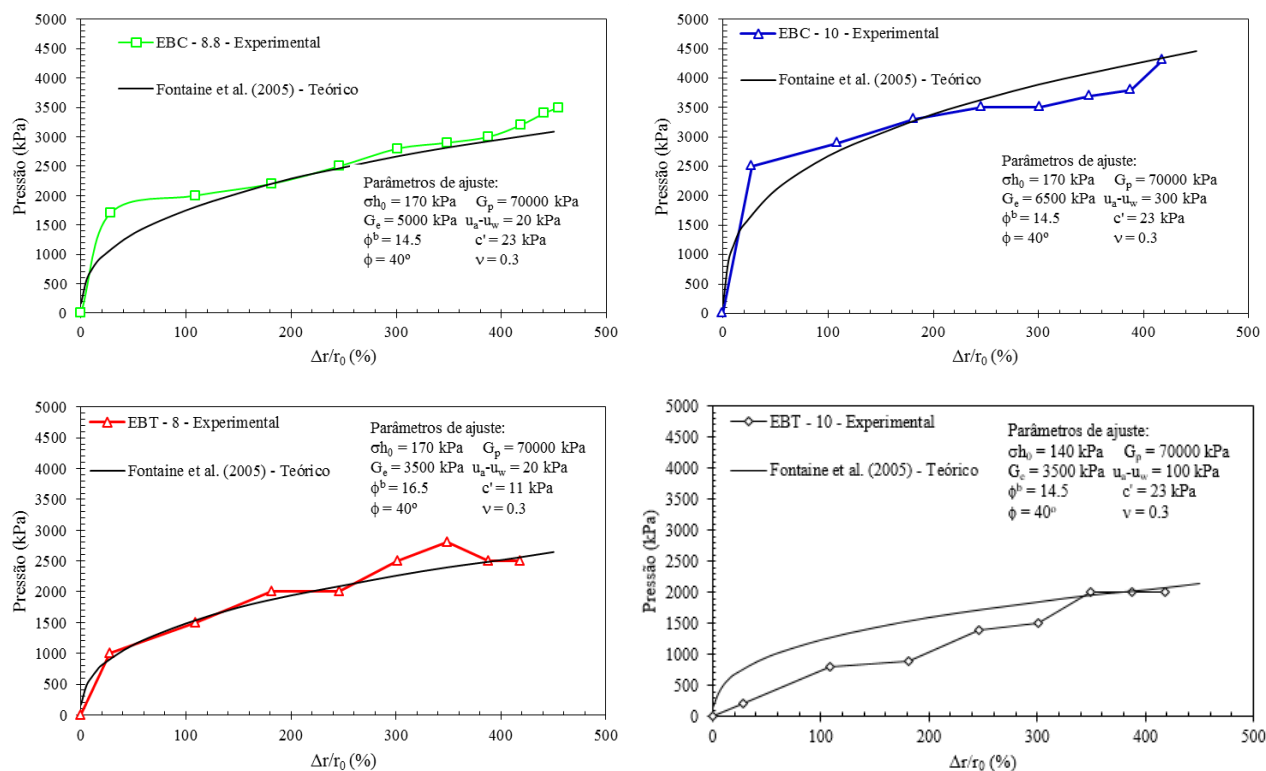 5000
4500
4000
3500
3000
2500
2000
1500
1000
500
0
Pressão (kPa)
EBC - 8.8 - Experimental
Fontaine et al. (2005) - Teórico
Parâmetros de ajuste:
σh₀ = 170 kPa Gₚ = 70000 kPa
Gₑ = 5000 kPa uₐ-u_w = 20 kPa
ϕᵇ = 14.5 c' = 23 kPa
ϕ = 40º ν = 0.3
0 100 200 300 400 500
Δr/r₀ (%)
5000
4500
4000
3500
3000
2500
2000
1500
1000
500
0
Pressão (kPa)
EBC - 10 - Experimental
Fontaine et al. (2005) - Teórico
Parâmetros de ajuste:
σh₀ = 170 kPa Gₚ = 70000 kPa
Gₑ = 6500 kPa uₐ-u_w = 300 kPa
ϕᵇ = 14.5 c' = 23 kPa
ϕ = 40º ν = 0.3
0 100 200 300 400 500
Δr/r₀ (%)
5000
4500
4000
3500
3000
2500
2000
1500
1000
500
0
Pressão (kPa)
EBT - 8 - Experimental
Fontaine et al. (2005) - Teórico
Parâmetros de ajuste:
σh₀ = 170 kPa Gₚ = 70000 kPa
Gₑ = 3500 kPa uₐ-u_w = 20 kPa
ϕᵇ = 16.5 c' = 11 kPa
ϕ = 40º ν = 0.3
0 100 200 300 400 500
Δr/r₀ (%)
5000
4500
4000
3500
3000
2500
2000
1500
1000
500
0
Pressão (kPa)
EBT - 10 - Experimental
Fontaine et al. (2005) - Teórico
Parâmetros de ajuste:
σh₀ = 140 kPa Gₚ = 70000 kPa
Gₑ = 3500 kPa uₐ-u_w = 100 kPa
ϕᵇ = 14.5 c' = 23 kPa
ϕ = 40º ν = 0.3
0 100 200 300 400 500
Δr/r₀ (%)